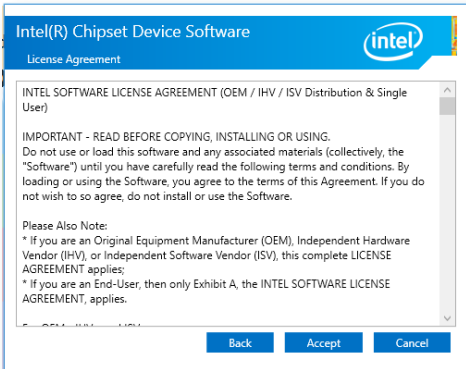 Intel(R) Chipset Device Software
intel
License Agreement
INTEL SOFTWARE LICENSE AGREEMENT (OEM / IHV / ISV Distribution & Single
User)
IMPORTANT - READ BEFORE COPYING, INSTALLING OR USING.
Do not use or load this software and any associated materials (collectively, the
"Software") until you have carefully read the following terms and conditions. By
loading or using the Software, you agree to the terms of this Agreement. If you do
not wish to so agree, do not install or use the Software.
Please Also Note:
* If you are an Original Equipment Manufacturer (OEM), Independent Hardware
Vendor (IHV), or Independent Software Vendor (ISV), this complete LICENSE
AGREEMENT applies;
* If you are an End-User, then only Exhibit A, the INTEL SOFTWARE LICENSE
AGREEMENT, applies.
Back Accept Cancel